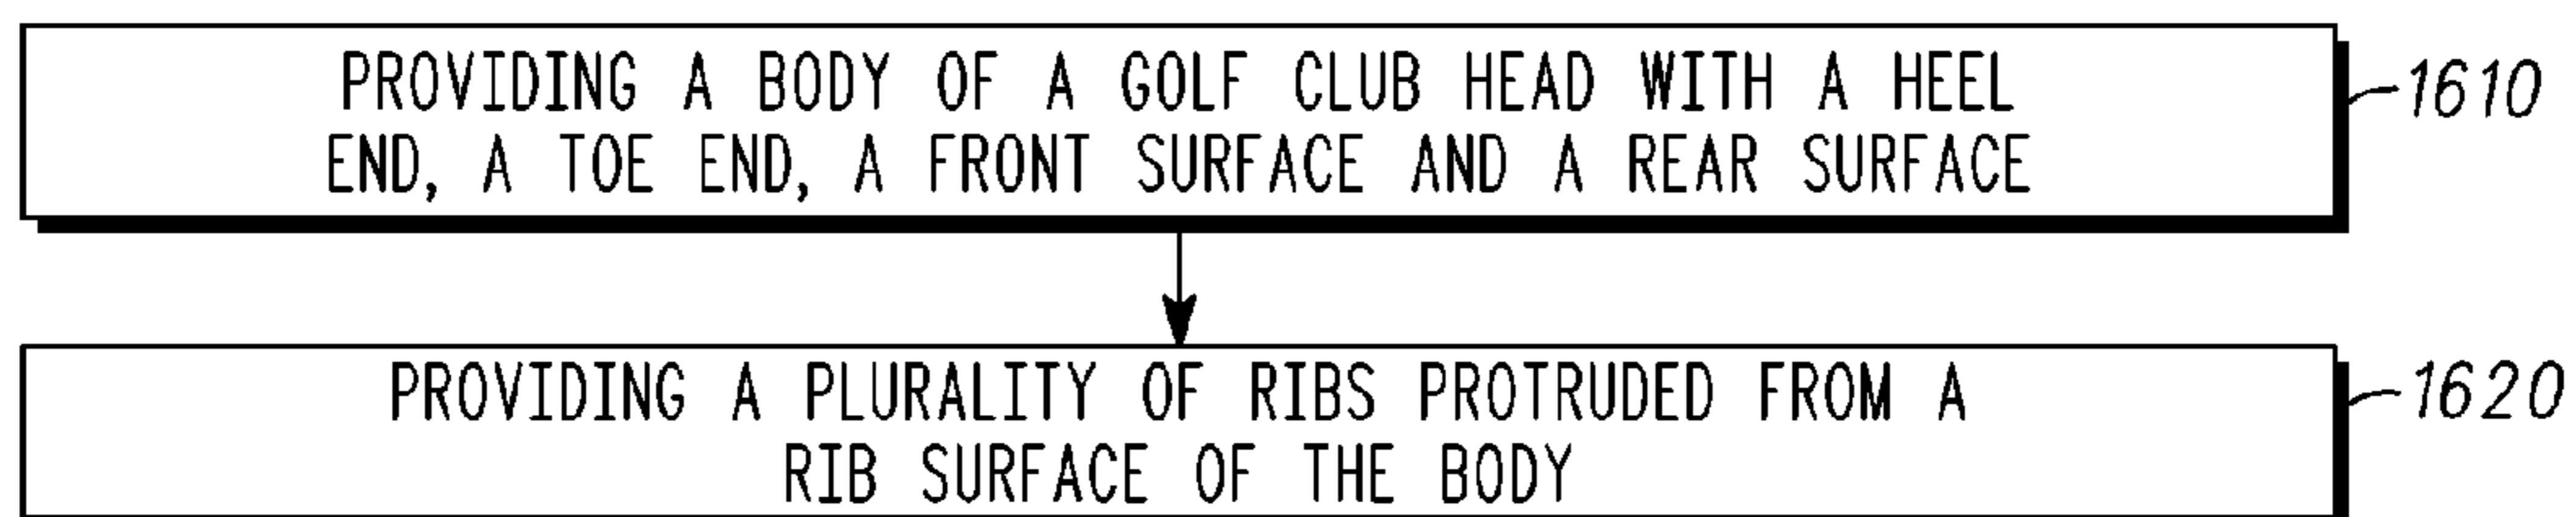 PROVIDING A BODY OF A GOLF CLUB HEAD WITH A HEEL
END, A TOE END, A FRONT SURFACE AND A REAR SURFACE
1610
PROVIDING A PLURALITY OF RIBS PROTRUDED FROM A
RIB SURFACE OF THE BODY
1620